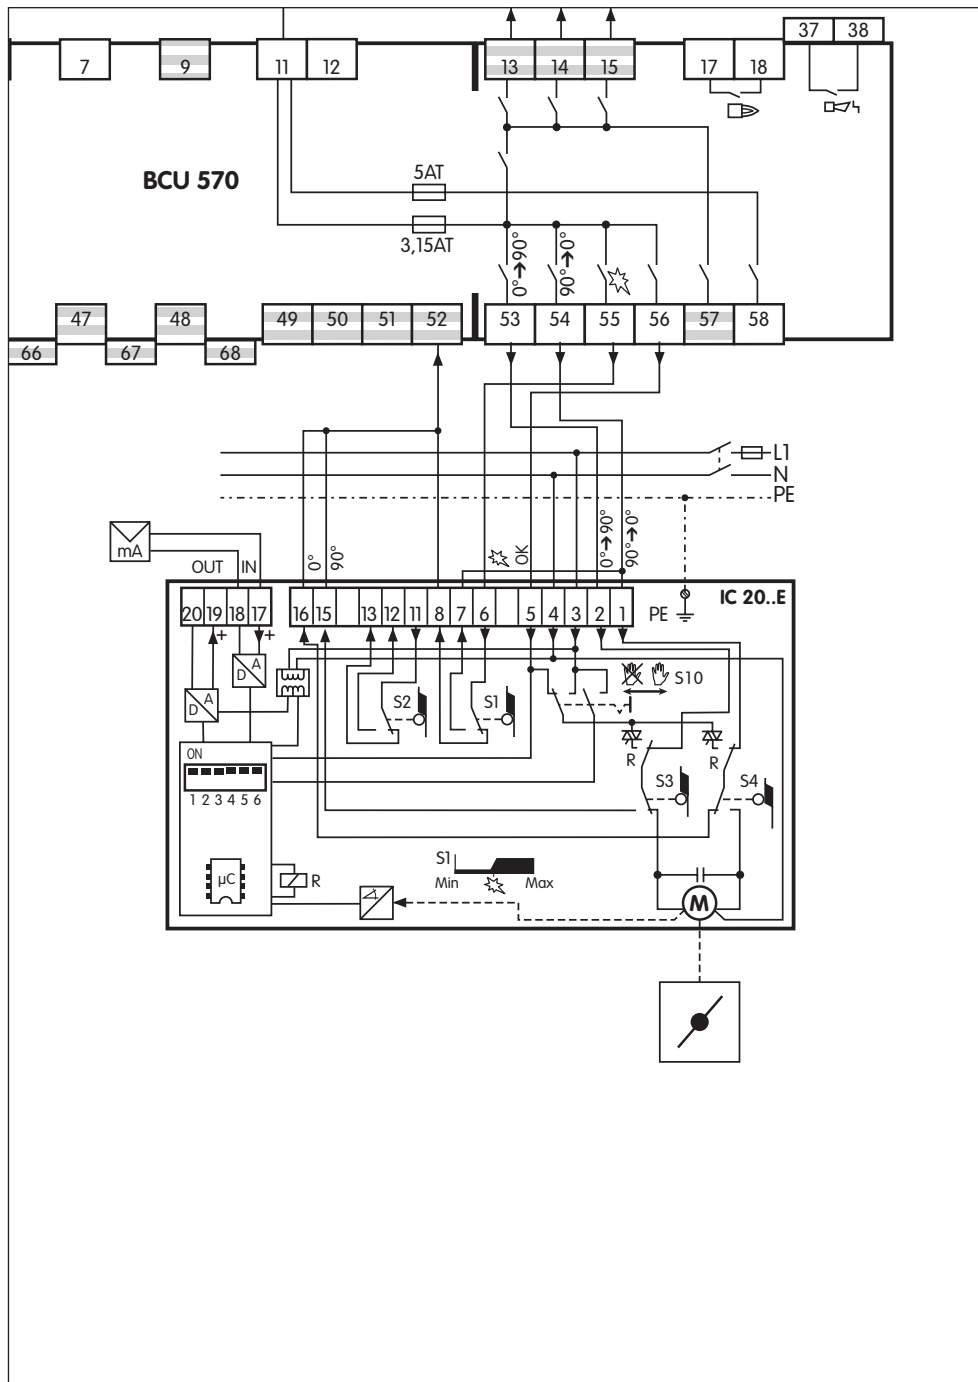 37 38
7 9 11 12 13 14 15 17 18
BCU 570
5AT
3,15AT
0°➔90°
90°➔0°
47 48 49 50 51 52 53 54 55 56 57 58
66 67 68
L1
N
PE
mA
OUT IN
0°
90°
OK
0°➔90°
90°➔0°
20 19 18 17 16 15 13 12 11 8 7 6 5 4 3 2 1 PE
IC 20..E
+ +
D A
D A
S2
S1
S10
ON
1 2 3 4 5 6
R
R
S3
S4
µC
R
S1
Min Max
M